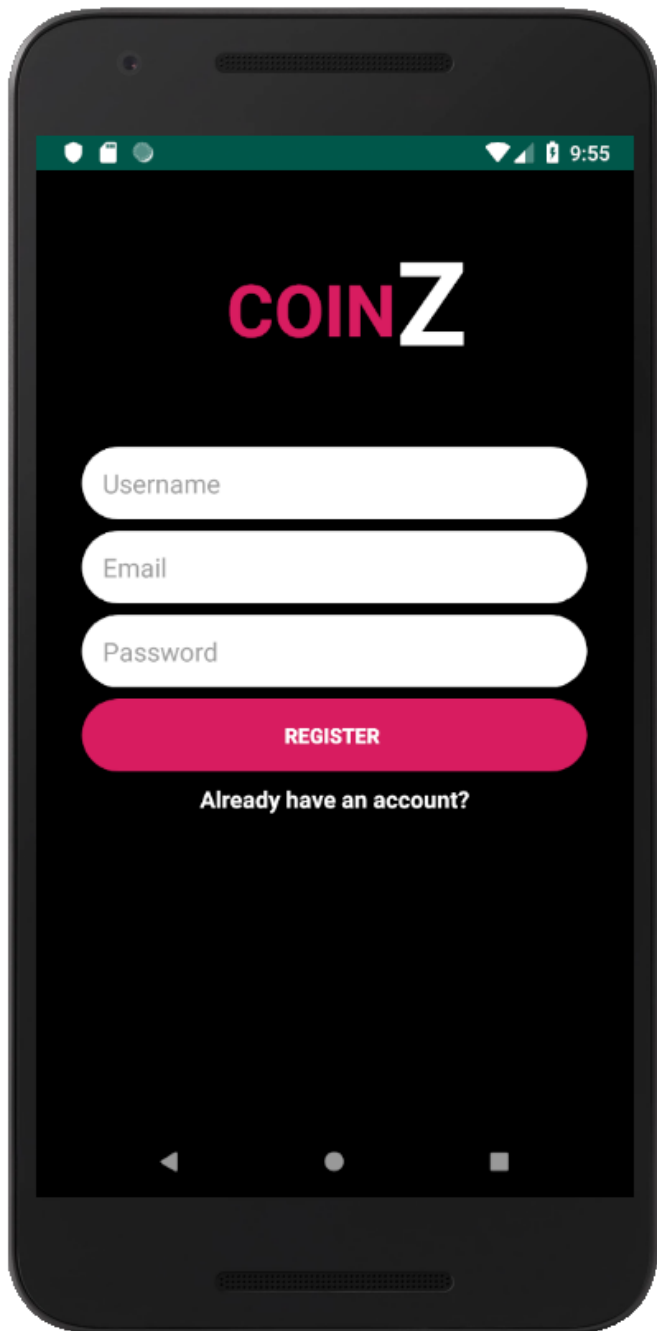 9:55
COINZ
Username
Email
Password
REGISTER
Already have an account?